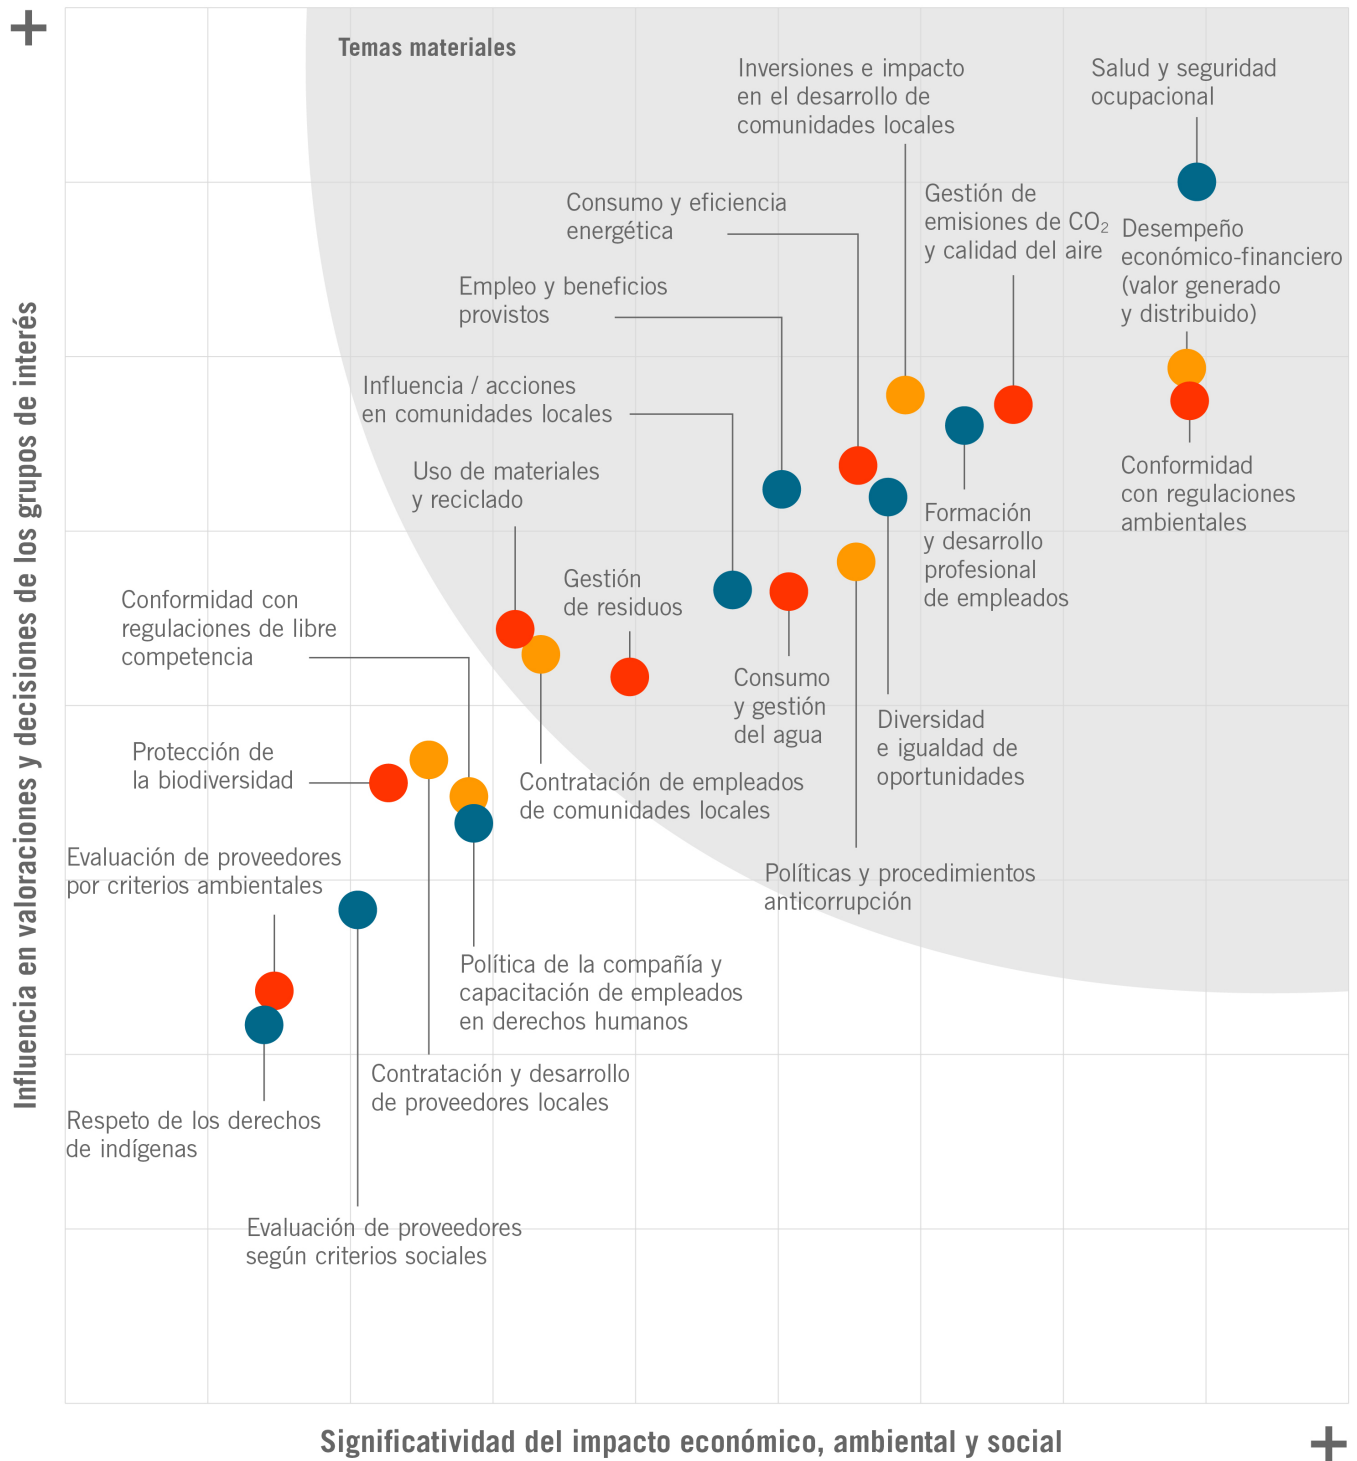 +
Temas materiales
Inversiones e impacto
en el desarrollo de
comunidades locales
Salud y seguridad
ocupacional
Consumo y eficiencia
energética
Gestión de
emisiones de CO₂
y calidad del aire
Desempeño
económico-financiero
(valor generado
y distribuido)
Empleo y beneficios
provistos
Influencia / acciones
en comunidades locales
Uso de materiales
y reciclado
Conformidad
con regulaciones
ambientales
Formación
y desarrollo
profesional
de empleados
Gestión
de residuos
Conformidad con
regulaciones de libre
competencia
Consumo
y gestión
del agua
Diversidad
e igualdad de
oportunidades
Protección de
la biodiversidad
Contratación de empleados
de comunidades locales
Evaluación de proveedores
por criterios ambientales
Políticas y procedimientos
anticorrupción
Política de la compañía y
capacitación de empleados
en derechos humanos
Contratación y desarrollo
de proveedores locales
Respeto de los derechos
de indígenas
Evaluación de proveedores
según criterios sociales
Influencia en valoraciones y decisiones de los grupos de interés
Significatividad del impacto económico, ambiental y social
+